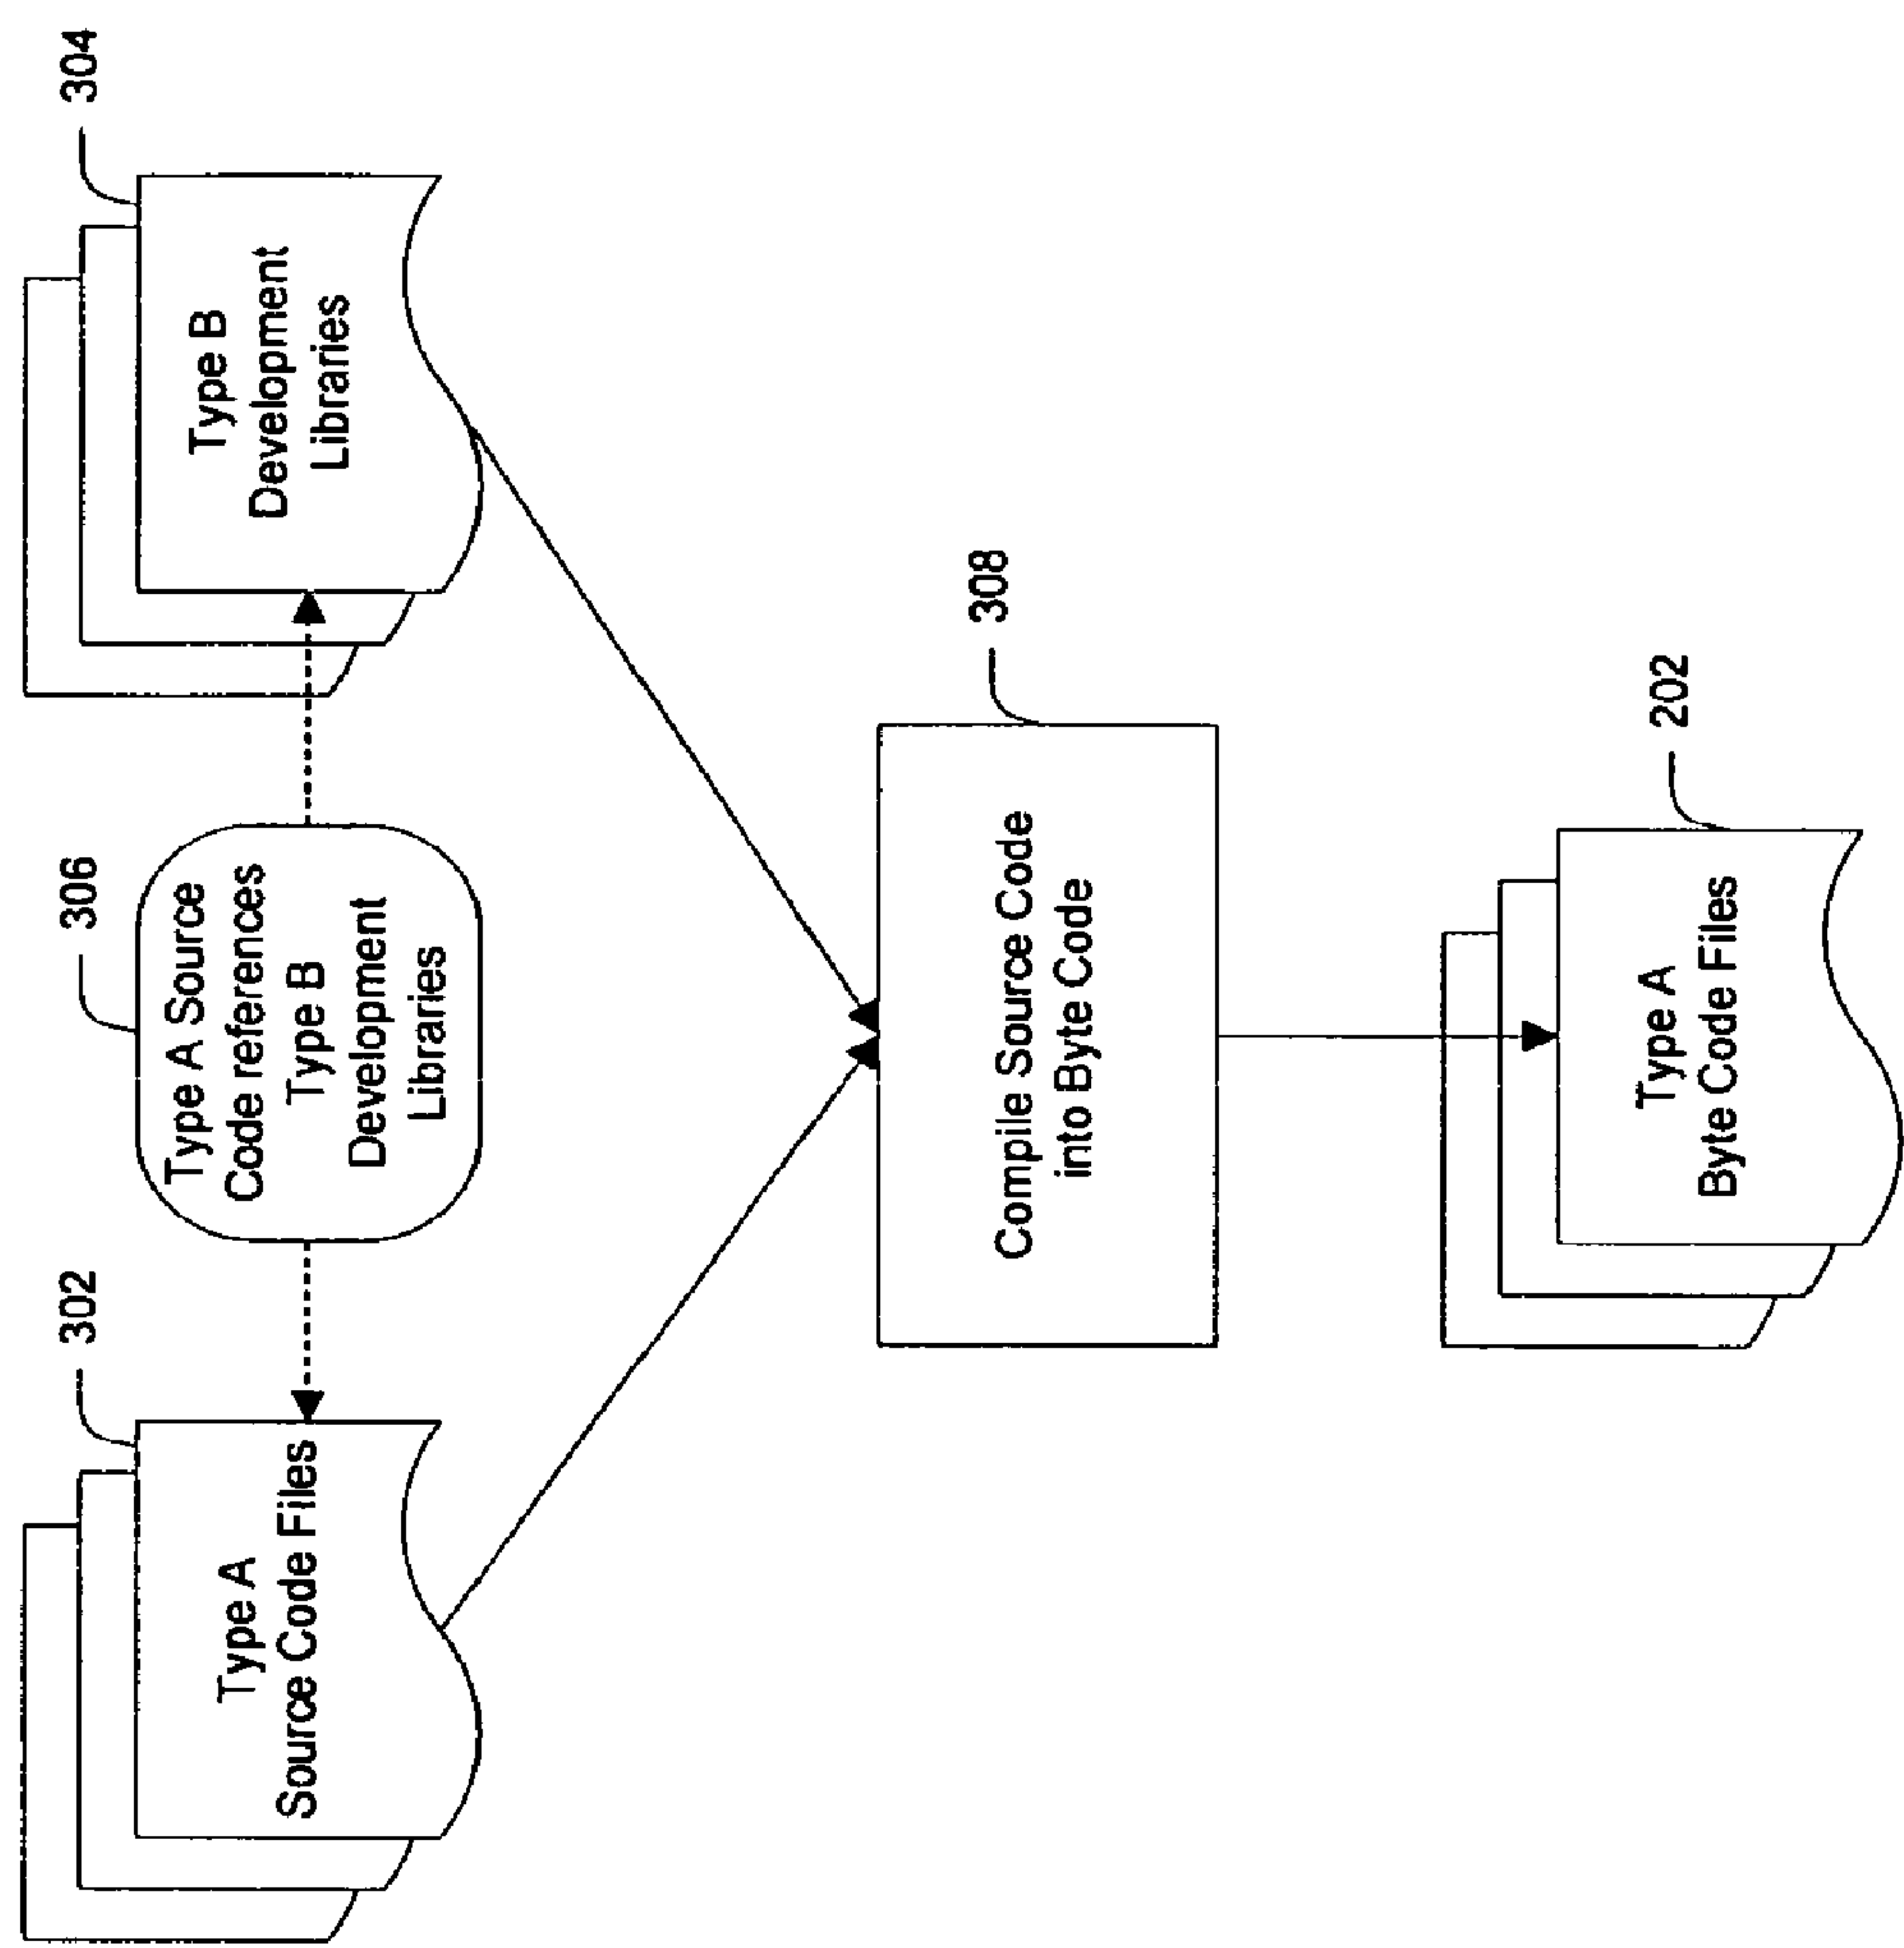 302
306
304
Type A
Source Code Files
Type A Source
Code references
Type B
Development
Libraries
Type B
Development
Libraries
308
Compile Source Code
into Byte Code
202
Type A
Byte Code Files